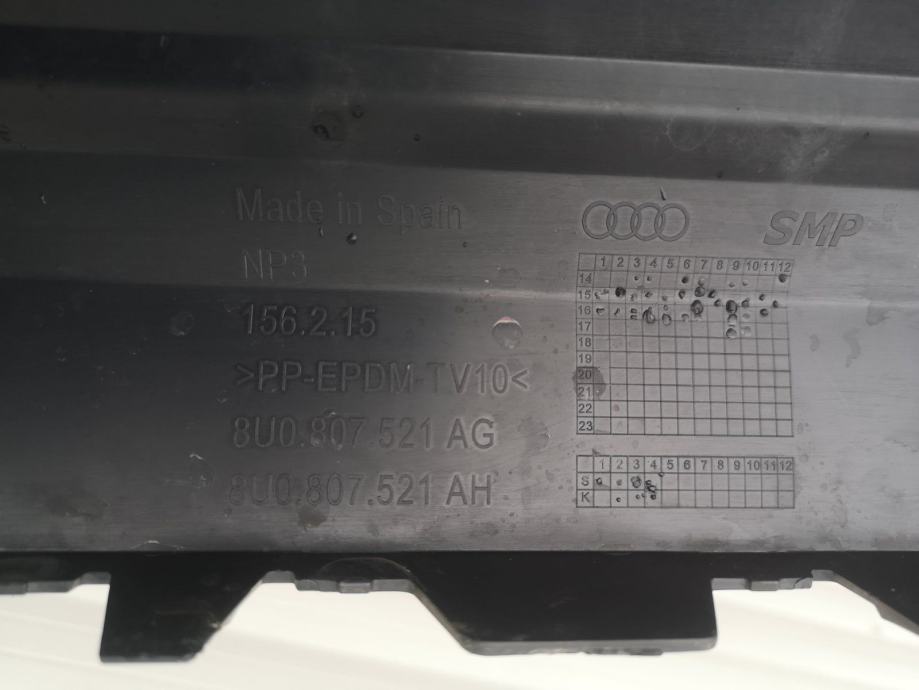 Made in Spain
NP3
156.2.15
>PP-EPDM-TV10<
8U0.807.521 AG
8U0.807.521 AH
SMP
1 2 3 4 5 6 7 8 9 10 11 12
14
15
16
17
18
19
20
21
22
23
1 2 3 4 5 6 7 8 9 10 11 12
S
K